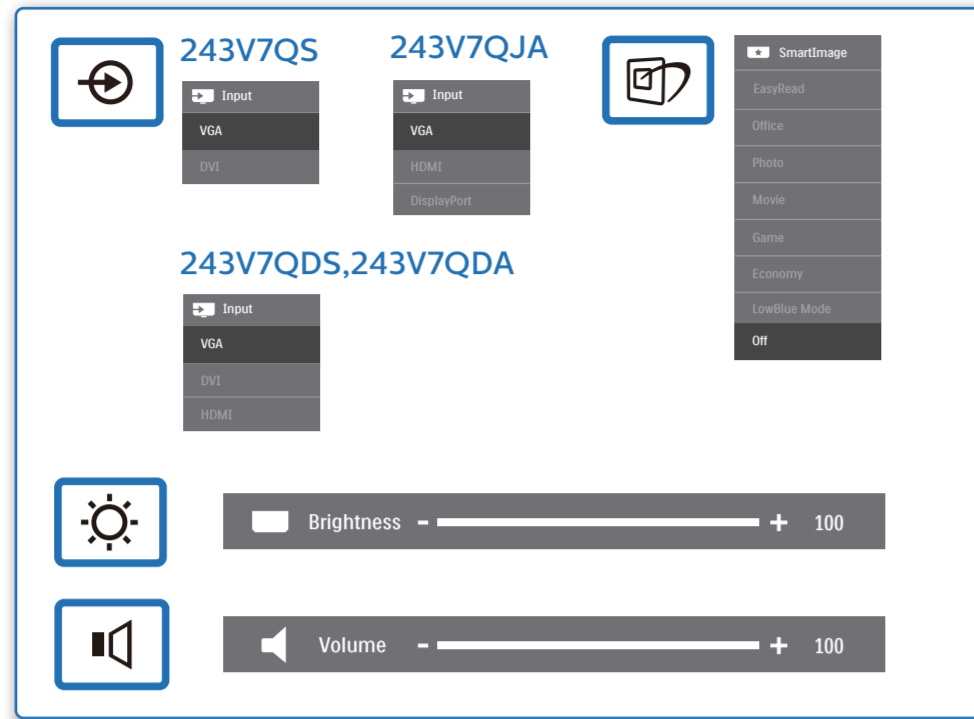 243V7QS
Input
VGA
DVI
243V7QJA
Input
VGA
HDMI
DisplayPort
SmartImage
EasyRead
Office
Photo
Movie
Game
Economy
LowBlue Mode
Off
243V7QDS,243V7QDA
Input
VGA
DVI
HDMI
Brightness - + 100
Volume - + 100